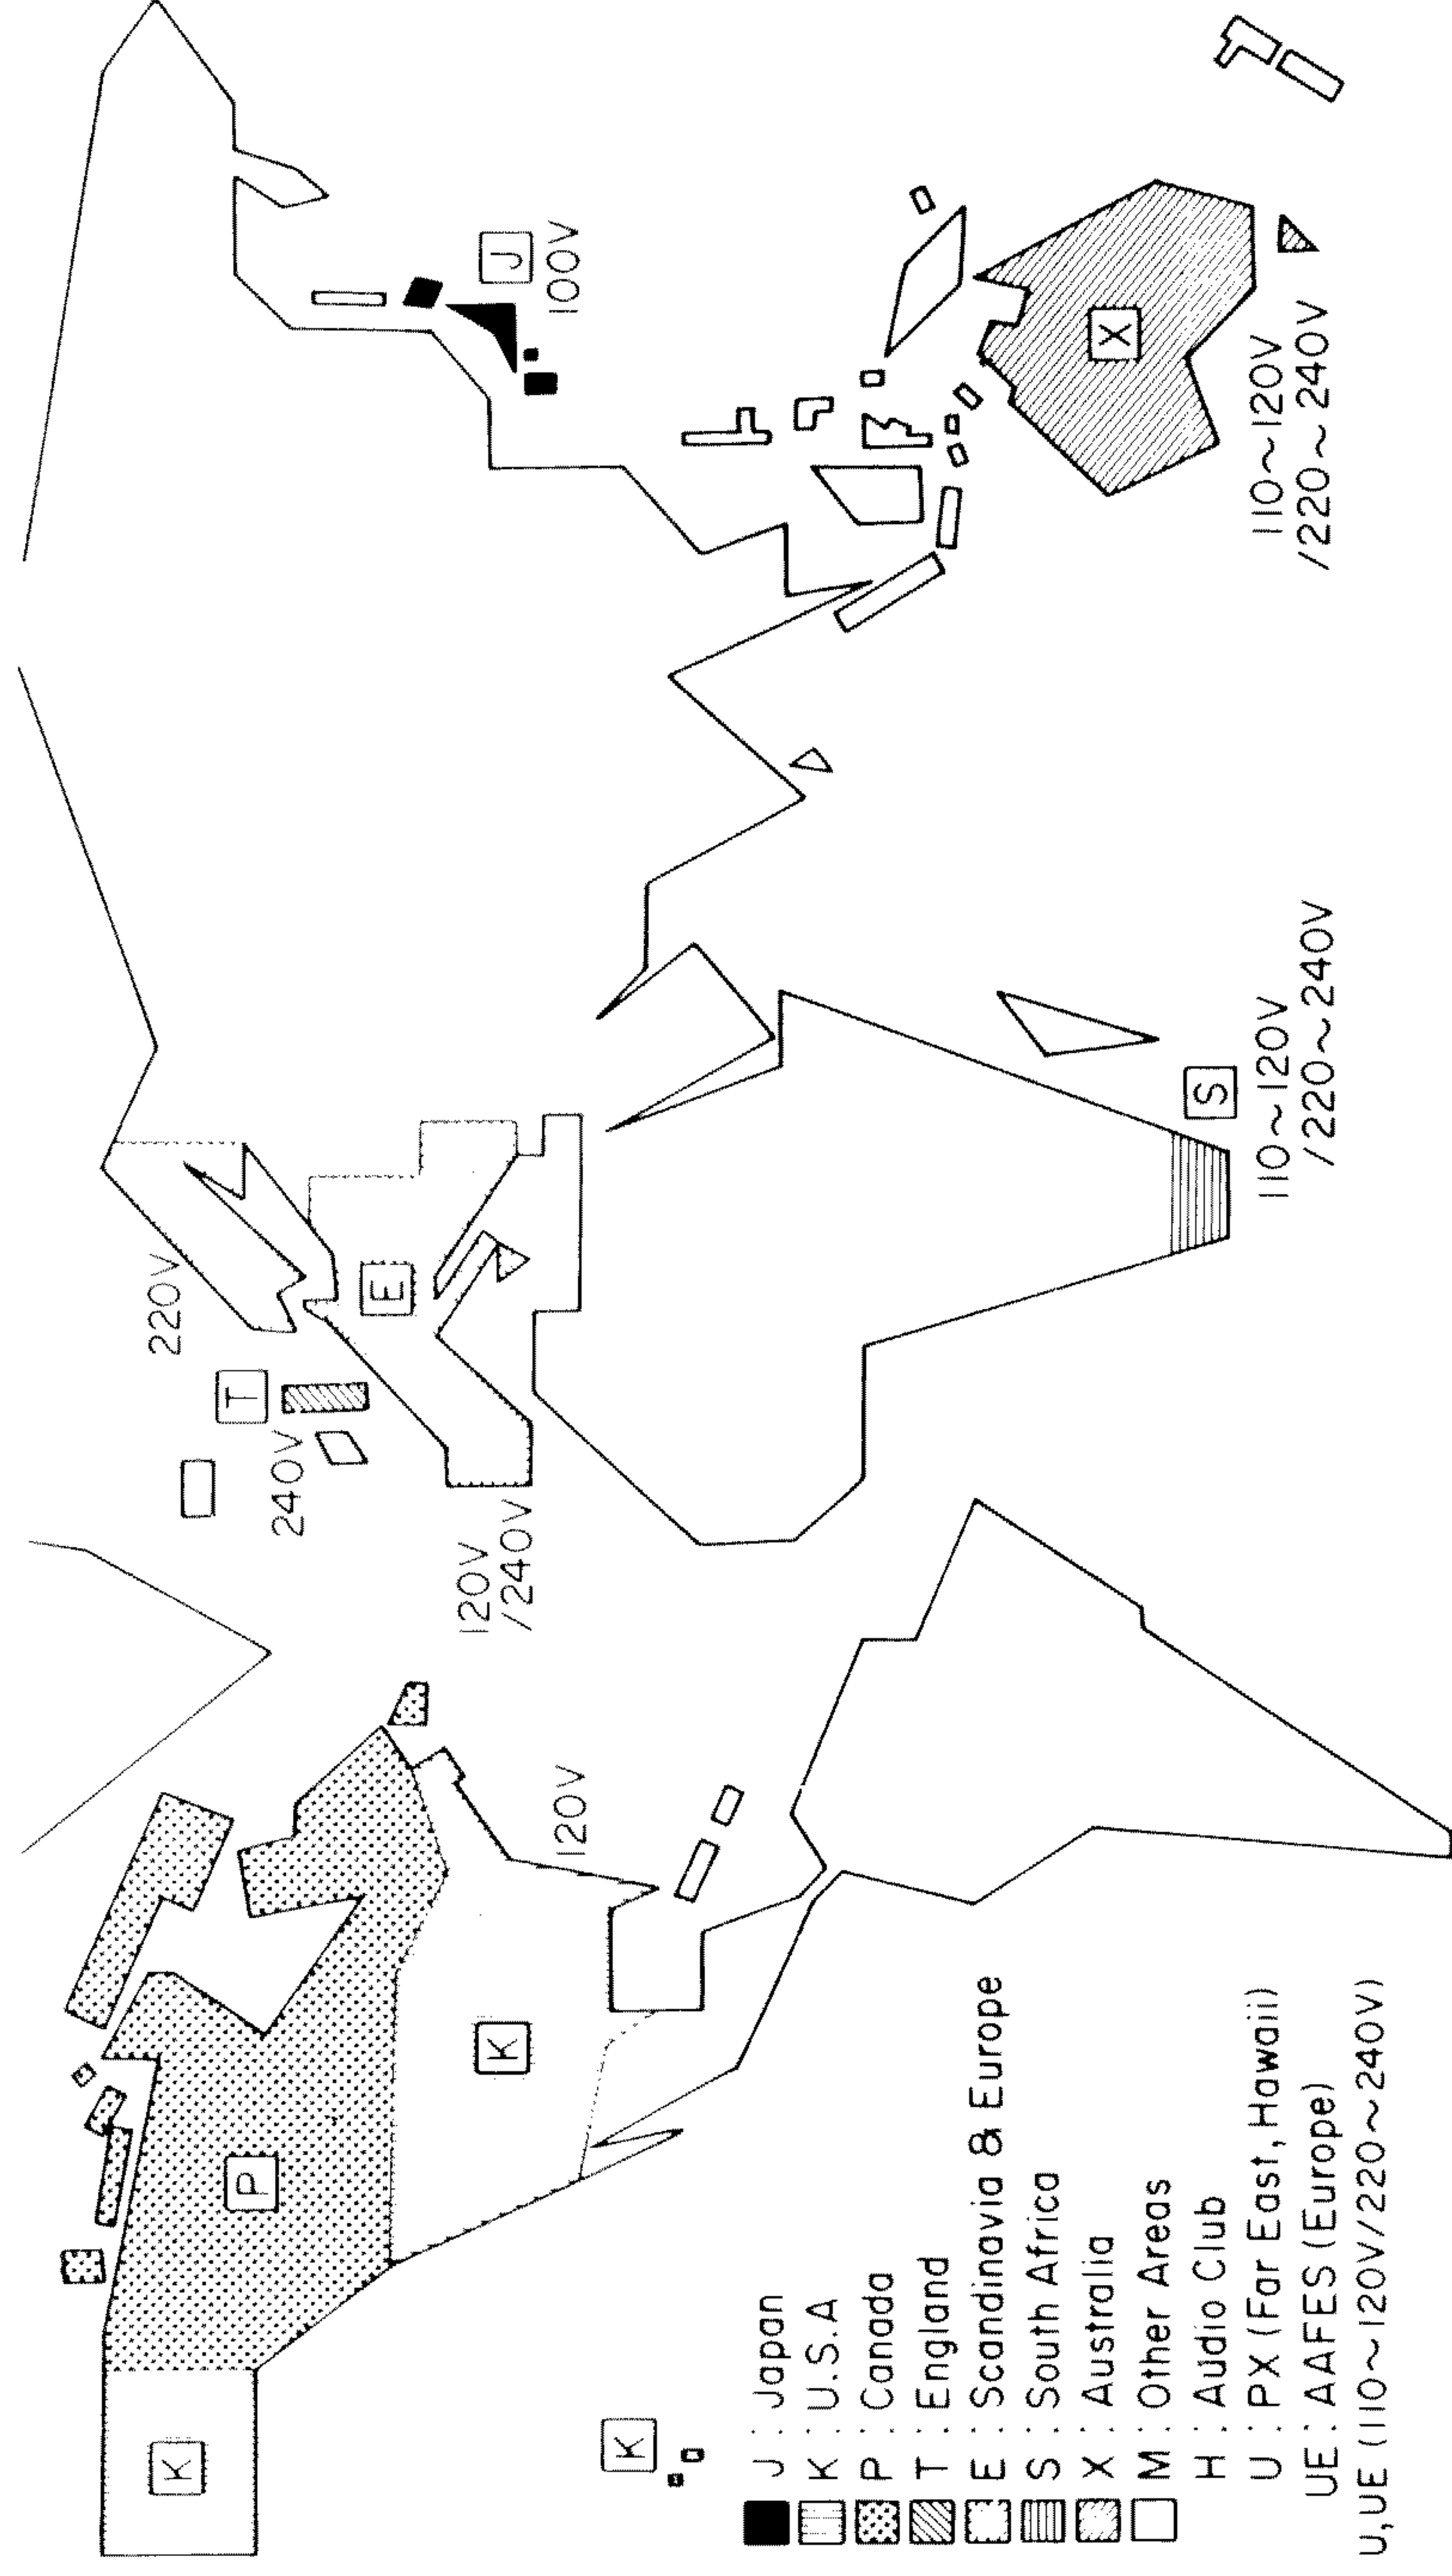 K
P
K
K
120V
120V
/240V
240V
T
220V
E
S
110~120V
/220~240V
J
100V
X
110~120V
/220~240V
J : Japan
K : U.S.A
P : Canada
T : England
E : Scandinavia & Europe
S : South Africa
X : Australia
M : Other Areas
H : Audio Club
U : PX (Far East, Hawaii)
UE : AAFES (Europe)
U,UE (110~120V/220~240V)